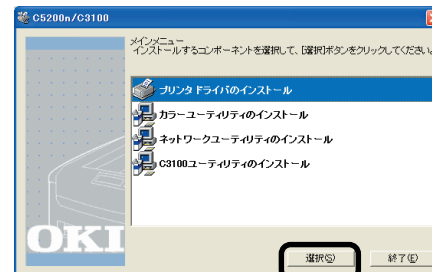 C5200n/C3100
メインメニュー
インストールするコンポーネントを選択して、[選択]ボタンをクリックしてください。
プリンタドライバのインストール
カラーユーティリティのインストール
ネットワークユーティリティのインストール
C3100ユーティリティのインストール
OKI
選択(S)
終了(E)